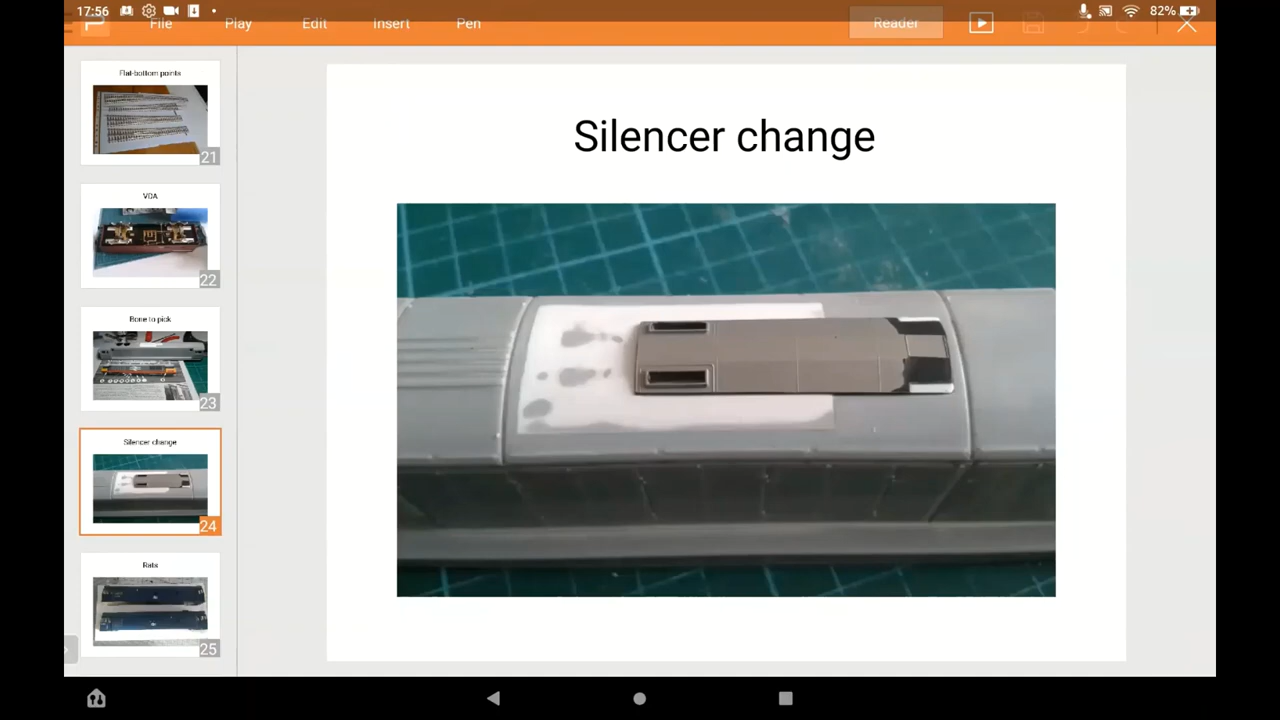 17:56
82%
File Play Edit Insert Pen Reader
Flat-bottom points
21
VDA
22
Bone to pick
23
Silencer change
24
Rats
25
Silencer change